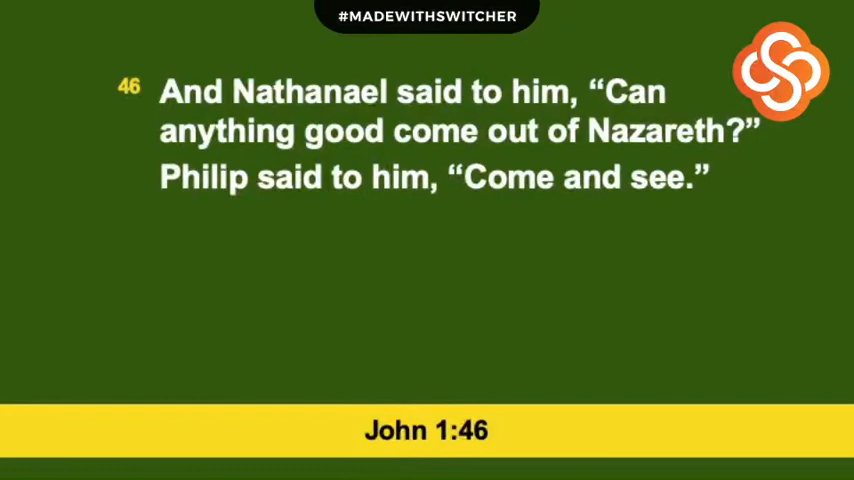 #MADEWITHSWITCHER
46 And Nathanael said to him, “Can
anything good come out of Nazareth?”
Philip said to him, “Come and see.”
John 1:46